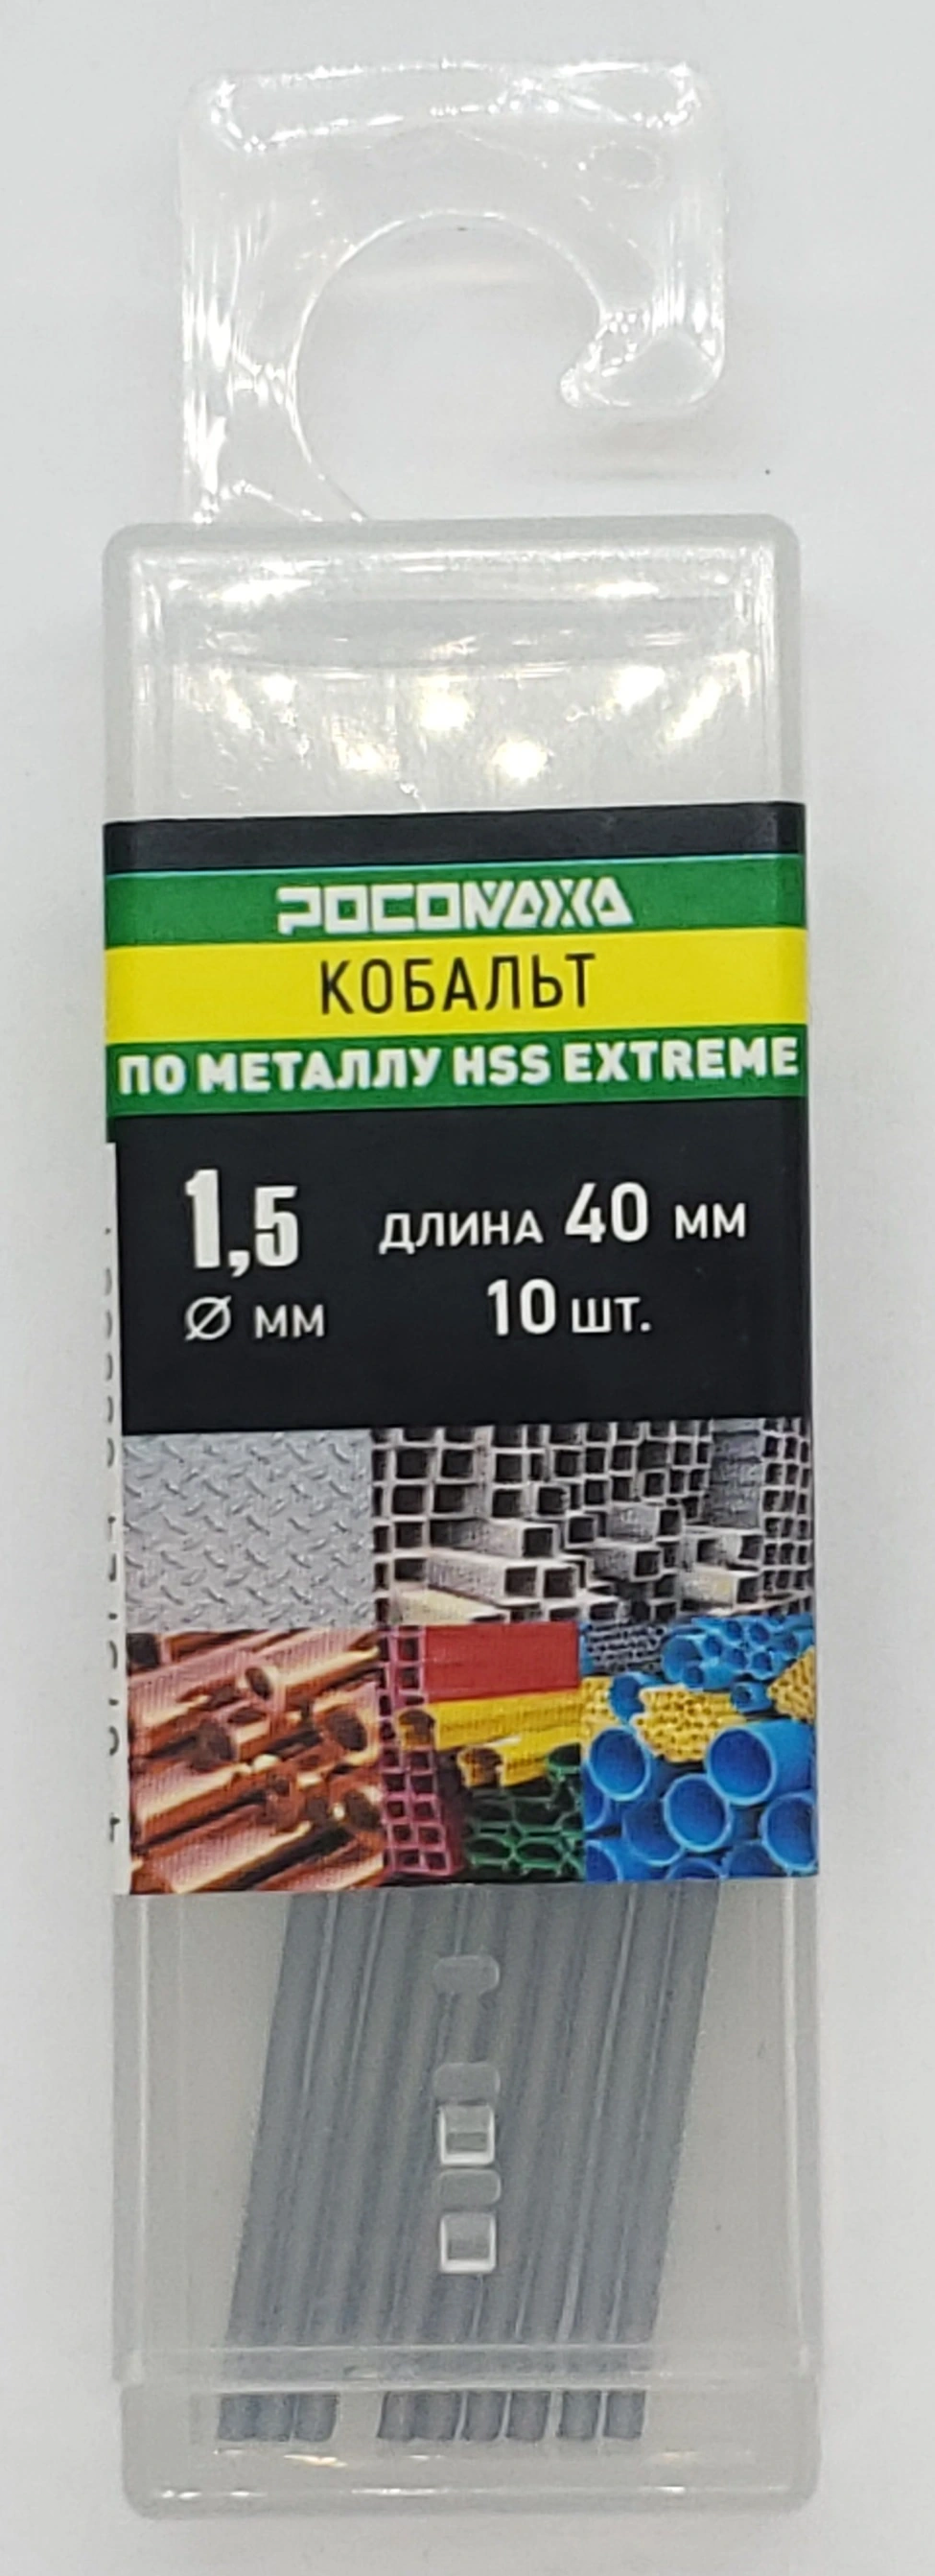 РОСОМАХА
КОБАЛЬТ
ПО МЕТАЛЛУ HSS EXTREME
1,5 ДЛИНА 40 ММ
Ø ММ 10 ШТ.